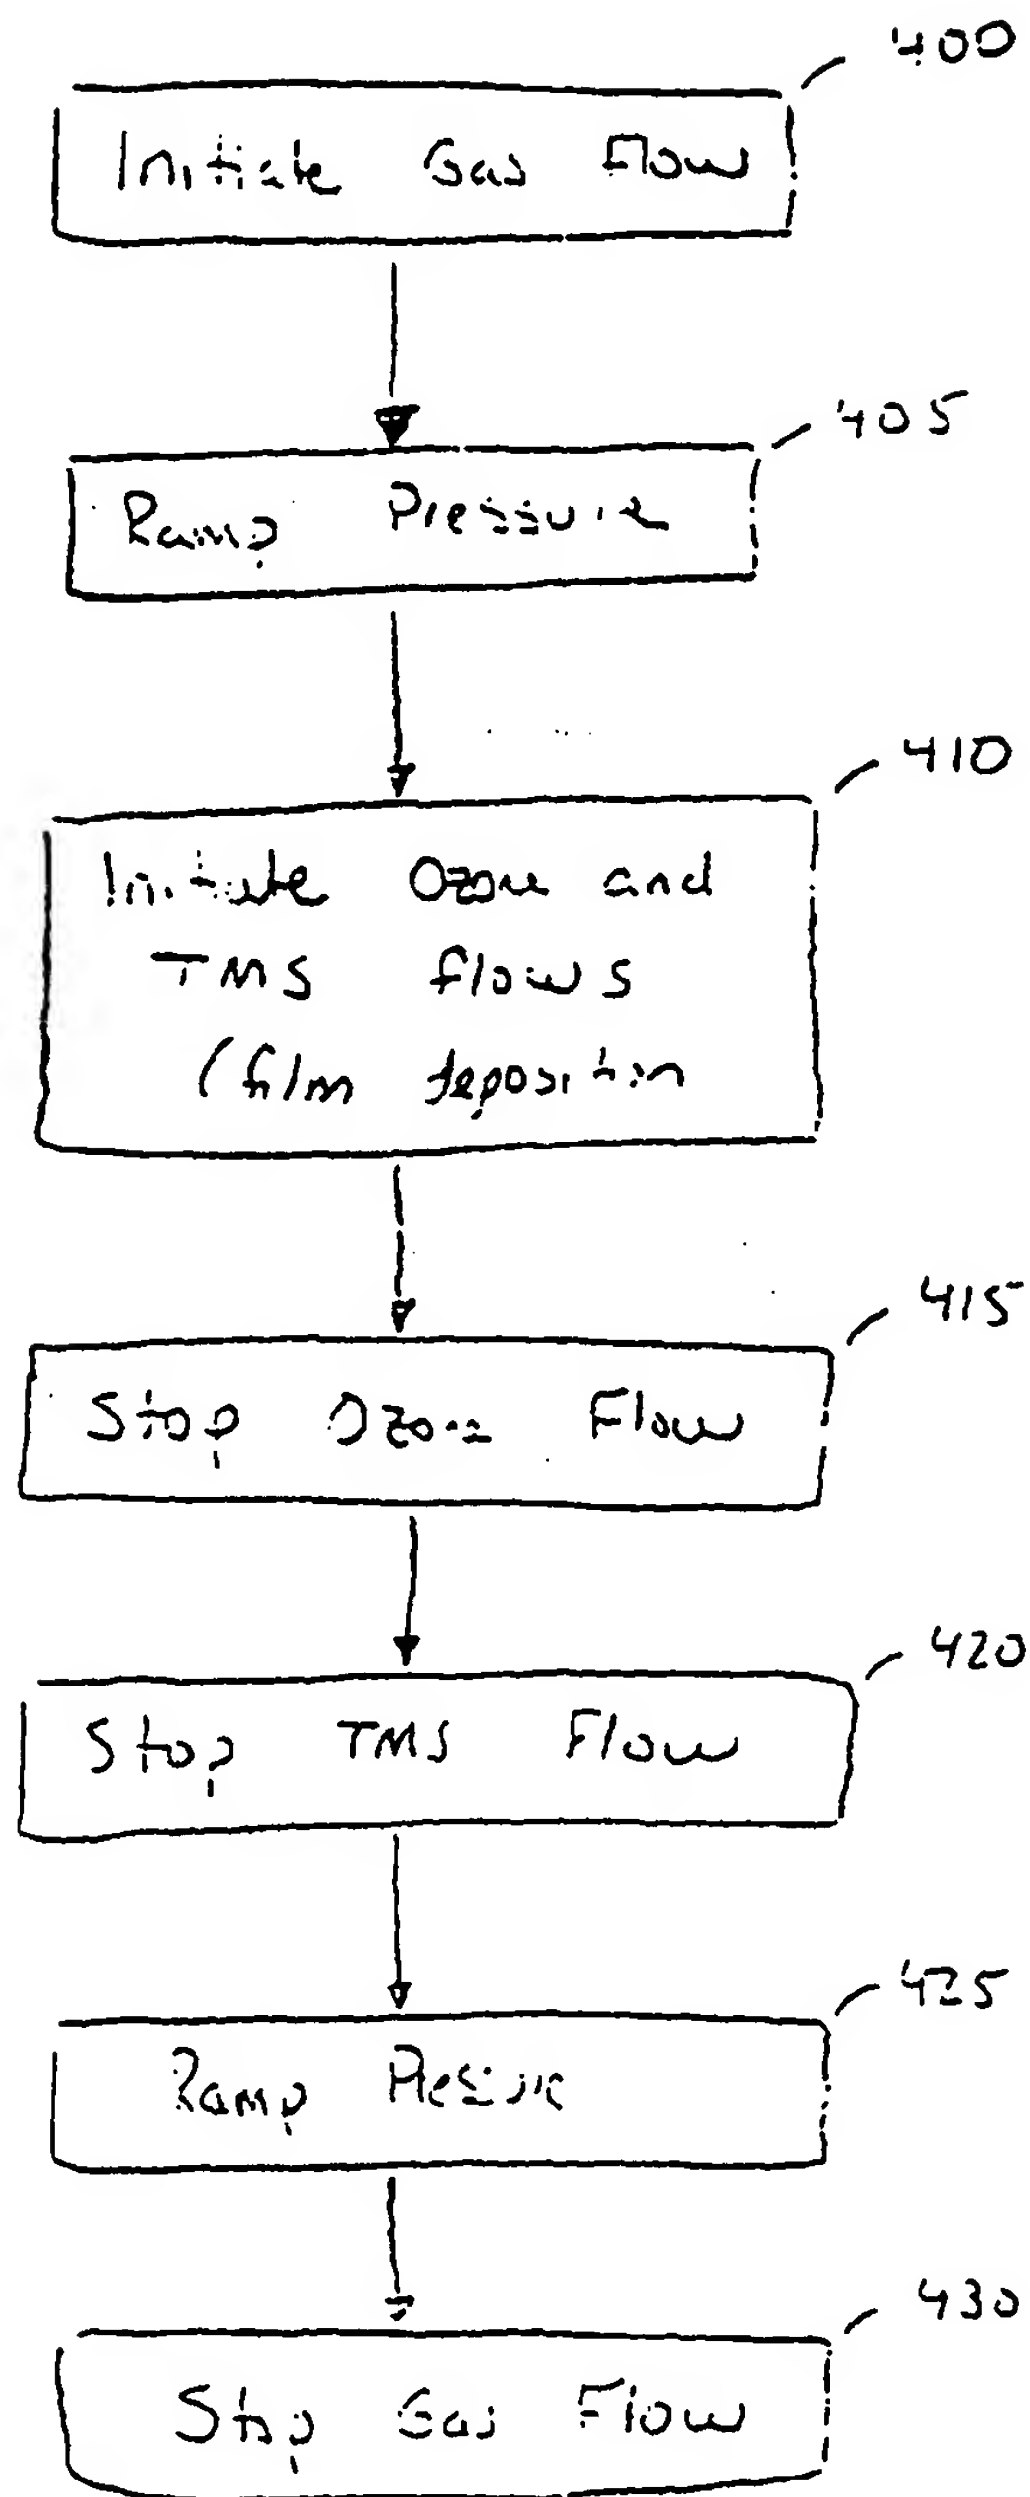 400
Initiate Gas Flow
405
Ramp Pressure
410
Initiate Ozone and
TMS flows
(film deposition
415
Stop Ozone Flow
420
Stop TMS Flow
425
Ramp Pressure
430
Stop Gas Flow